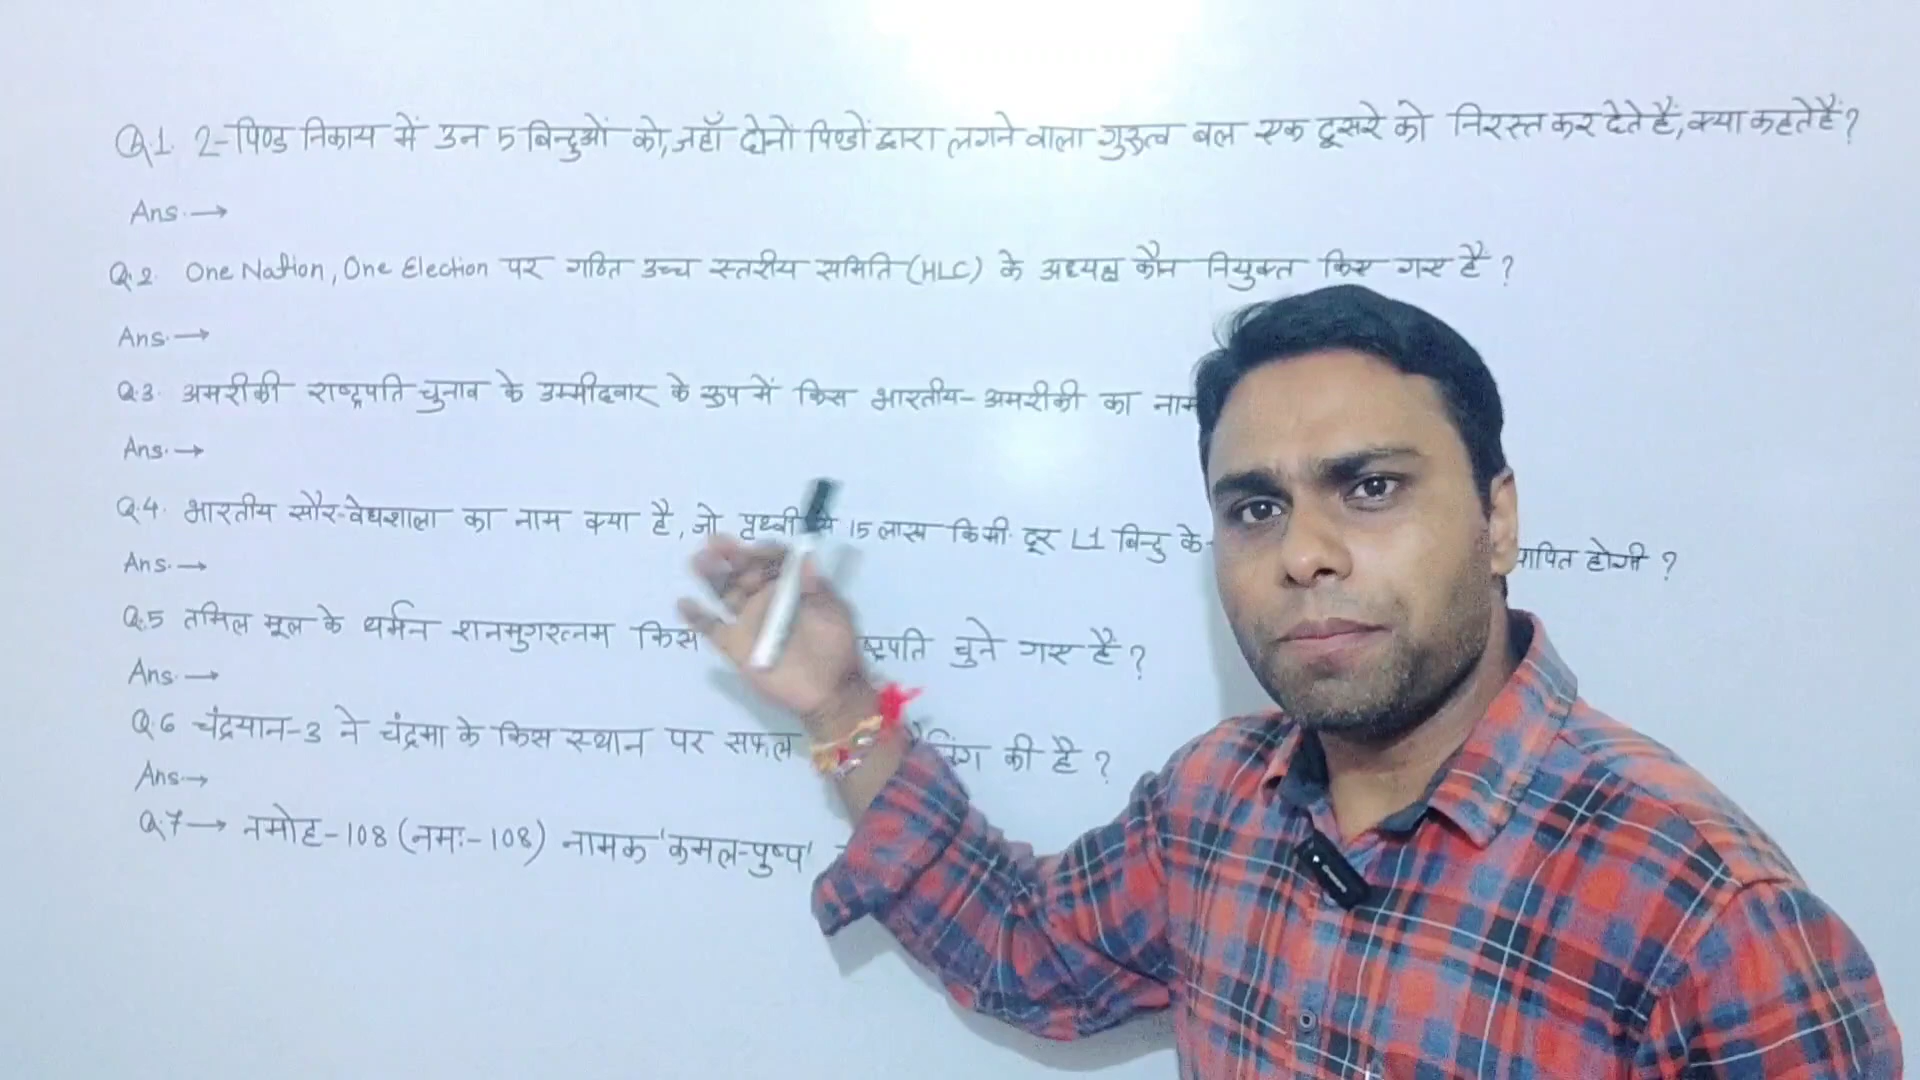 Q.1. 2-पिण्ड निकाय में उन 5 बिन्दुओं को, जहाँ दोनों पिण्डों द्वारा लगने वाला गुरुत्व बल एक दूसरे को निरस्त कर देते हैं, क्या कहते हैं?
Ans. →
Q.2. One Nation, One Election पर गठित उच्च स्तरीय समिति (HLC) के अध्यक्ष कौन नियुक्त किए गए हैं ?
Ans. →
Q.3. अमरीकी राष्ट्रपति चुनाव के उम्मीदवार के रूप में किस भारतीय-अमरीकी का नाम
Ans. →
Q.4. भारतीय सौर-वेधशाला का नाम क्या है, जो पृथ्वी से 15 लाख किमी. दूर L1 बिन्दु के होगी ?
Ans. →
Q.5 तमिल मूल के थर्मन शनमुगरत्नम किस चुने गए हैं ?
Ans. →
Q.6 चंद्रयान-3 ने चंद्रमा के किस स्थान पर सफल की है ?
Ans. →
Q.7 → नमोह-108 (नमः-108) नामक 'कमल-पुष्प'